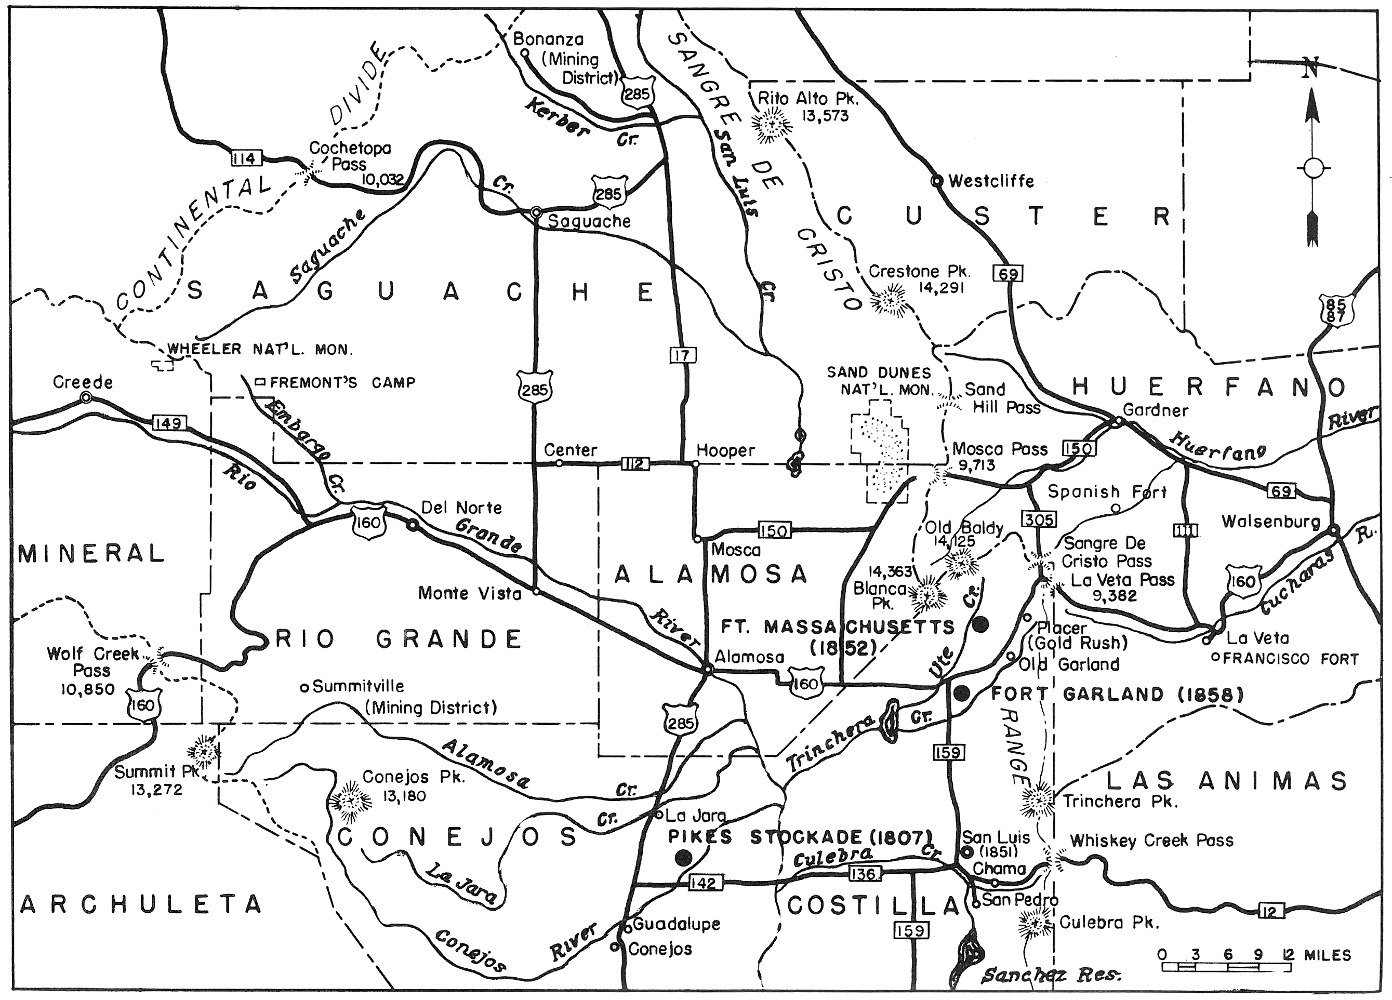 Bonanza
(Mining
District)
285
Kerber
Cr.
SANGRE
DE
CRISTO
RANGE
San Luis
Cr.
Rito Alto Pk.
13,573
N
CONTINENTAL
DIVIDE
114
Cochetopa
Pass
10,032
Saguache
Cr.
285
Saguache
Westcliffe
CUSTER
SAGUACHE
Crestone Pk.
14,291
69
85
87
WHEELER NAT'L. MON.
17
Creede
FREMONT'S CAMP
285
SAND DUNES
NAT'L. MON.
Sand
Hill Pass
HUERFANO
149
Embargo
Cr.
Gardner
Huerfano
River
Rio
Grande
River
Center
112
Hooper
Mosca Pass
9,713
150
Spanish Fort
69
160
Del Norte
150
Mosca
Old Baldy
14,125
305
111
Walsenburg
MINERAL
Sangre De
Cristo Pass
La Veta Pass
9,382
160
Cucharas
R.
ALAMOSA
14,363
Blanca
Pk.
Monte Vista
Ute
Cr.
FT. MASSACHUSETTS
(1852)
Placer
(Gold Rush)
La Veta
FRANCISCO FORT
RIO GRANDE
Wolf Creek
Pass
10,850
160
Alamosa
160
Old Garland
Summitville
(Mining District)
FORT GARLAND (1858)
285
Trinchera
Cr.
159
Alamosa
Cr.
Summit Pk.
13,272
Conejos Pk.
13,180
LAS ANIMAS
Trinchera Pk.
CONEJOS
La Jara
Cr.
La Jara
PIKES STOCKADE (1807)
San Luis
(1851)
Whiskey Creek Pass
Culebra
Cr.
Chama
142
136
ARCHULETA
COSTILLA
San Pedro
12
Culebra Pk.
159
Guadalupe
Conejos
Conejos
River
Sanchez Res.
0 3 6 9 12 MILES